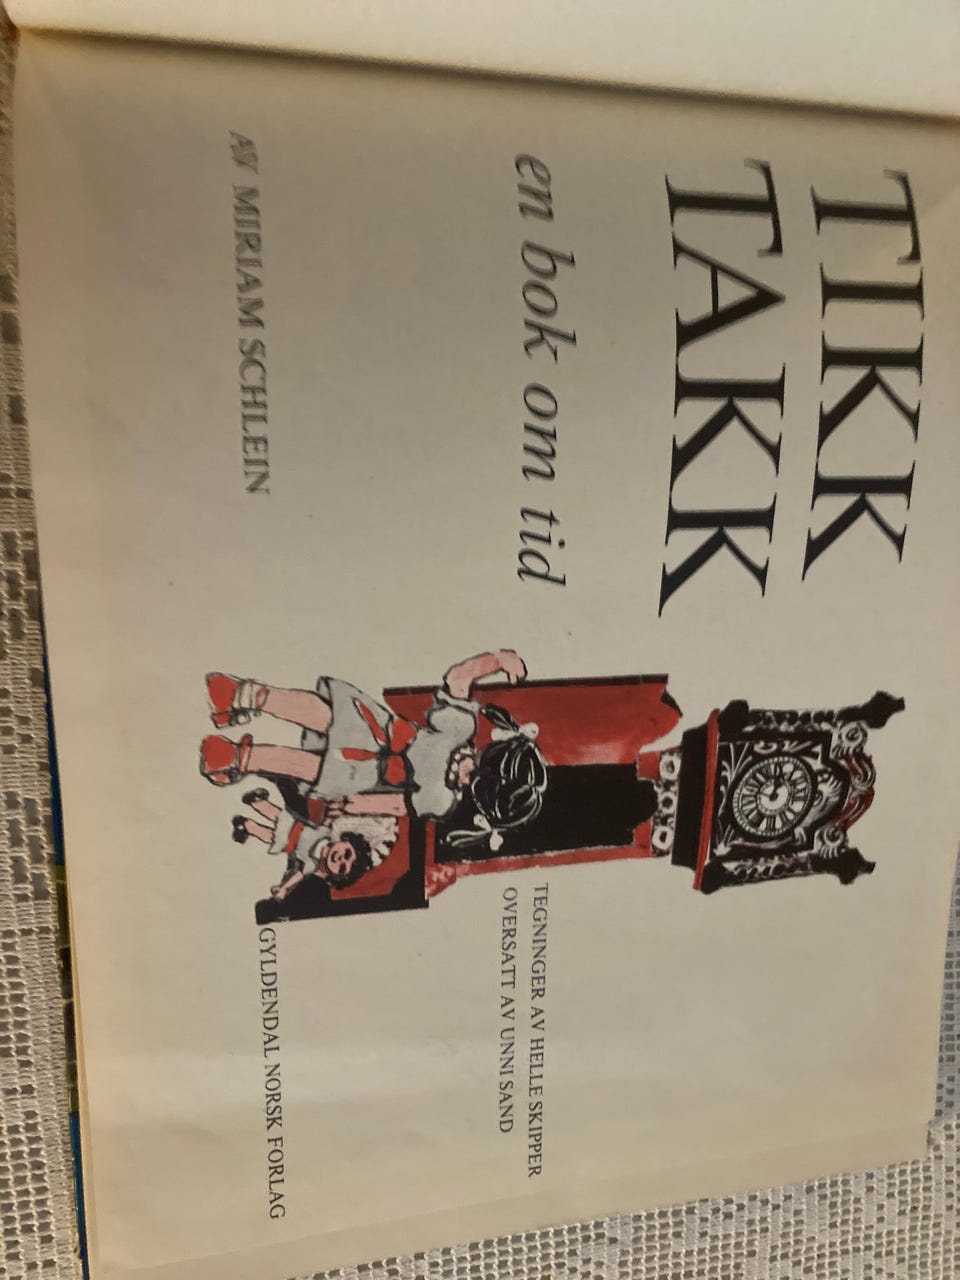 TIKK
TAKK
en bok om tid
AV MIRIAM SCHLEIN
TEGNINGER AV HELLE SKIPPER
OVERSATT AV UNNI SAND
GYLDENDAL NORSK FORLAG